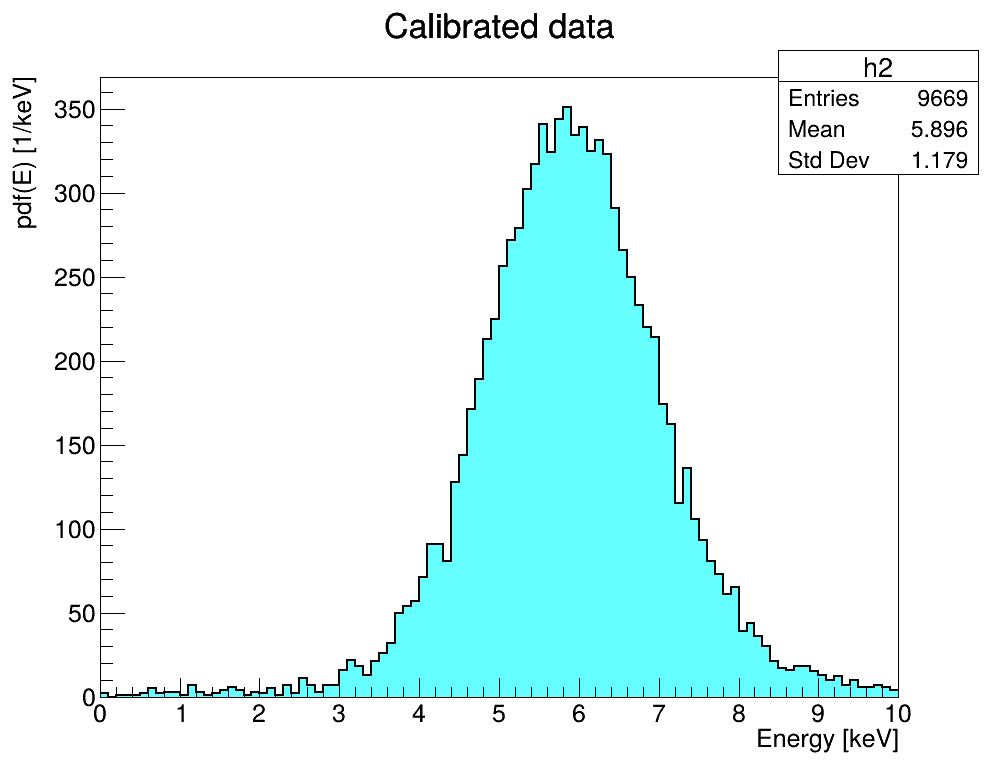 Calibrated data
h2
Entries 9669
Mean 5.896
Std Dev 1.179
pdf(E) [1/keV]
350
300
250
200
150
100
50
0
0 1 2 3 4 5 6 7 8 9 10
Energy [keV]